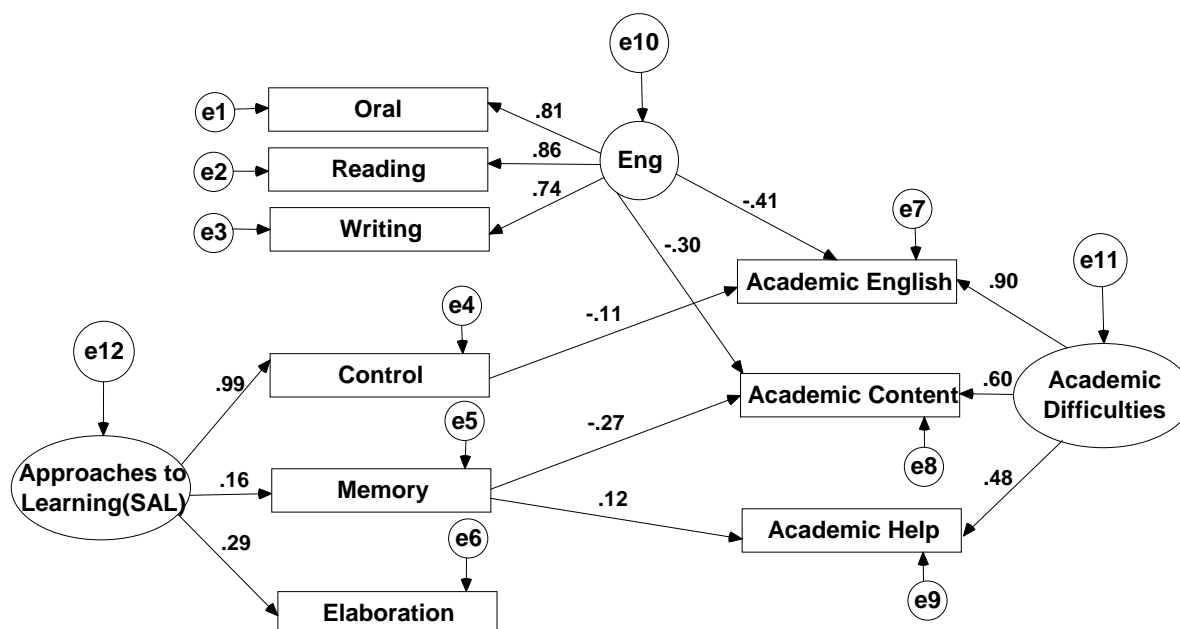 e10
e1
Oral
.81
e2
Reading
.86
Eng
e3
Writing
.74
-.41
e7
-.30
Academic English
e11
.90
e4
-.11
e12
Control
.99
Academic Content
.60
Academic
Difficulties
e5
-.27
e8
Approaches to
Learning(SAL)
.16
Memory
.12
.48
.29
e6
Academic Help
e9
Elaboration